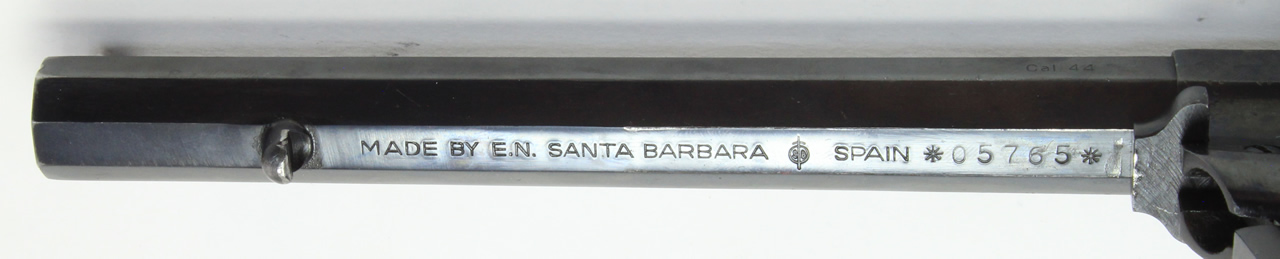 Cal. 44
MADE BY E.N. SANTA BARBARA SPAIN *05765*